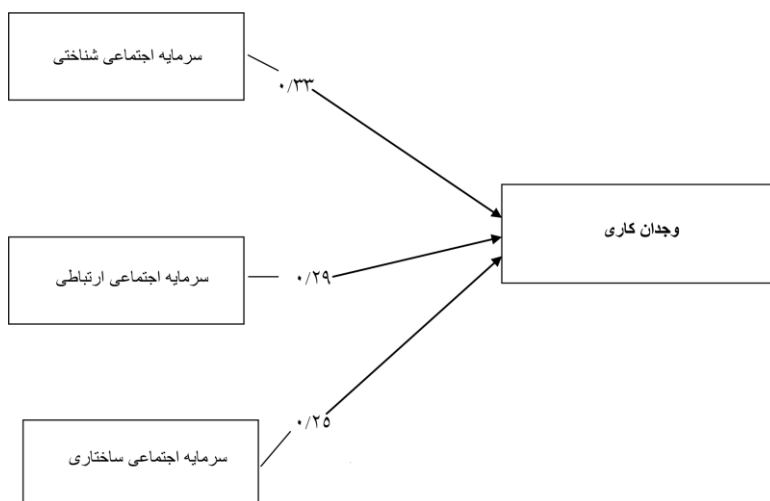 سرمایه اجتماعی شناختی
۰/۳۳
وجدان کاری
سرمایه اجتماعی ارتباطی
۰/۲۹
۰/۲۵
سرمایه اجتماعی ساختاری